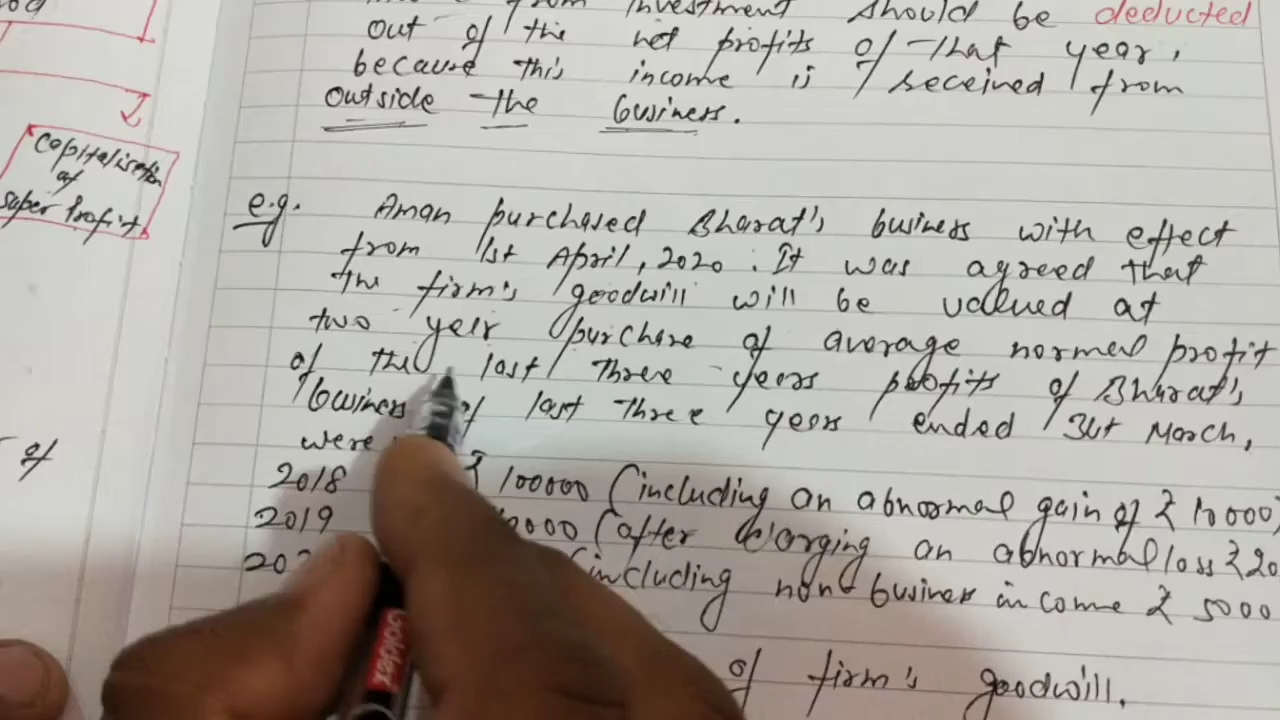 from investment should be deducted
out of the net profits of that year,
because this income is received from
outside the business.
capitalisation
of
super profit
e.g. Aman purchased Bharat's business with effect
from 1st April, 2020. It was agreed that
the firm's goodwill will be valued at
two year purchase of average normal profit
of the last three years profits of Bharat's
business of last three years ended 31st March,
were
2018 ₹ 100000 (including an abnormal gain of ₹ 10000
2019 0000 (after charging an abnormal loss ₹ 20
202 (including non business income ₹ 5000
of
of firm's goodwill.